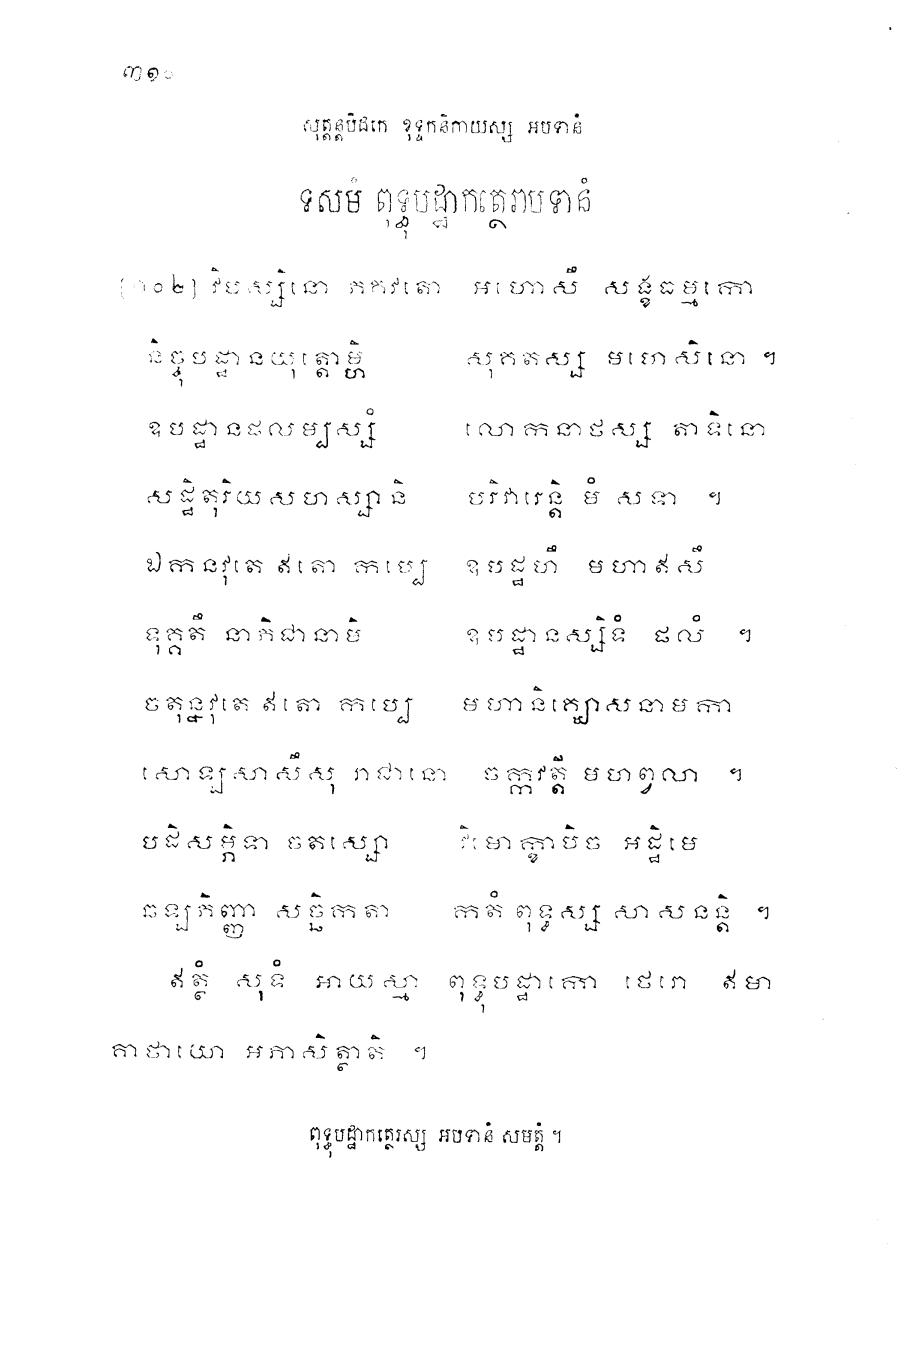 ៣១០
សុត្តន្តបិដកេ ខុទ្ទកនិកាយស្ស អបទានំ
ទសមំ ពុទ្ធុបដ្ឋាកត្ថេរាបទានំ
[១០២] វិបស្សិនោ ភគវតោ អហោសឹ សង្ខធម្មកោ
និច្ចុបដ្ឋានយុត្តោម្ហិ សុគតស្ស មហេសិនោ ។
ឧបដ្ឋានផលម្បស្សំ លោកនាថស្ស តាទិនោ
សដ្ឋិតុរិយសហស្សានិ បរិវារេន្តិ មំ សទា ។
ឯកនវុតេ ឥតោ កប្បេ ឧបដ្ឋហឹ មហាឥសឹ
ទុគ្គតឹ នាភិជានាមិ ឧបដ្ឋានស្សិទំ ផលំ ។
ចតុន្នវុតេ ឥតោ កប្បេ មហានិគ្ឃោសនាមកា
សោឡសាសឹសុ រាជានោ ចក្កវត្តី មហព្វលា ។
បដិសម្ភិទា ចតស្សោ វិមោក្ខាបិច អដ្ឋិមេ
ឆឡភិញ្ញា សច្ឆិកតា កតំ ពុទ្ធស្ស សាសនន្តិ ។
ឥត្ថំ សុទំ អាយស្មា ពុទ្ធុបដ្ឋាកោ ថេរោ ឥមា
គាថាយោ អភាសិត្ថាតិ ។
ពុទ្ធុបដ្ឋាកត្ថេរស្ស អបទានំ សមត្តំ ។